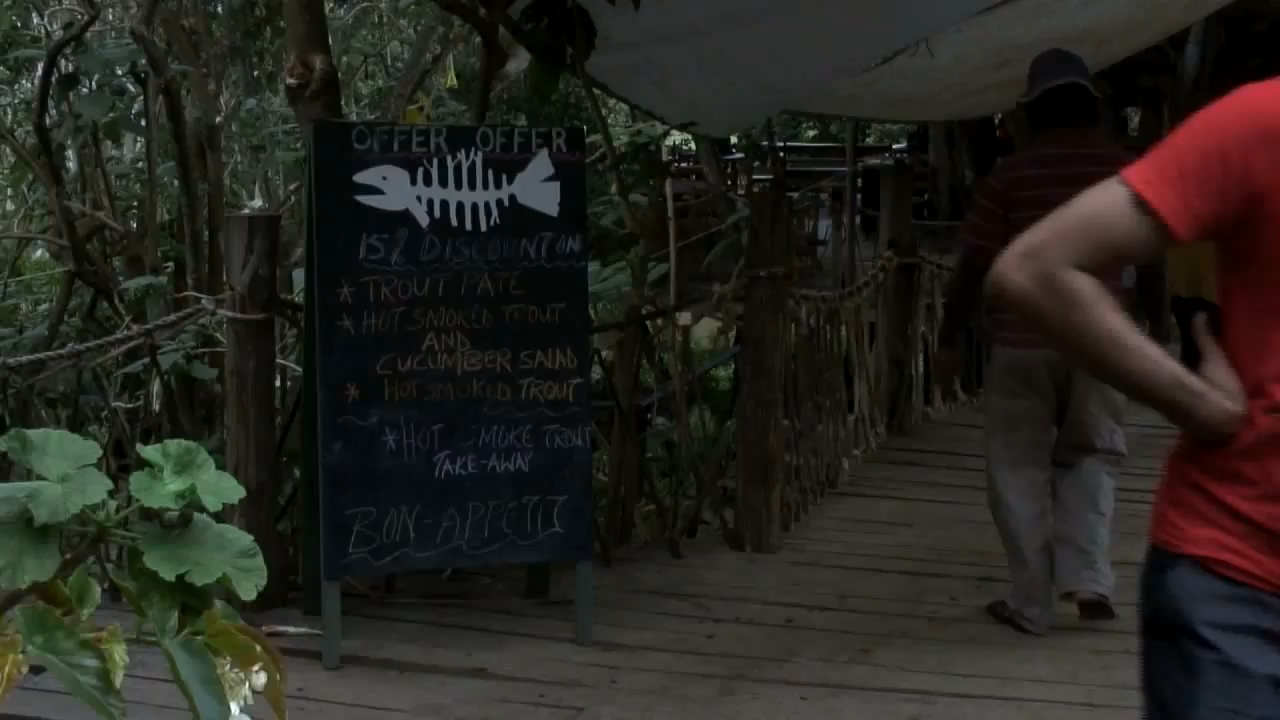 OFFER OFFER
15% DISCOUNT ON
* TROUT PATE
* HOT SMOKED TROUT
AND
CUCUMBER SALAD
* HOT SMOKED TROUT
* HOT SMOKE TROUT
TAKE-AWAY
BON-APPETIT